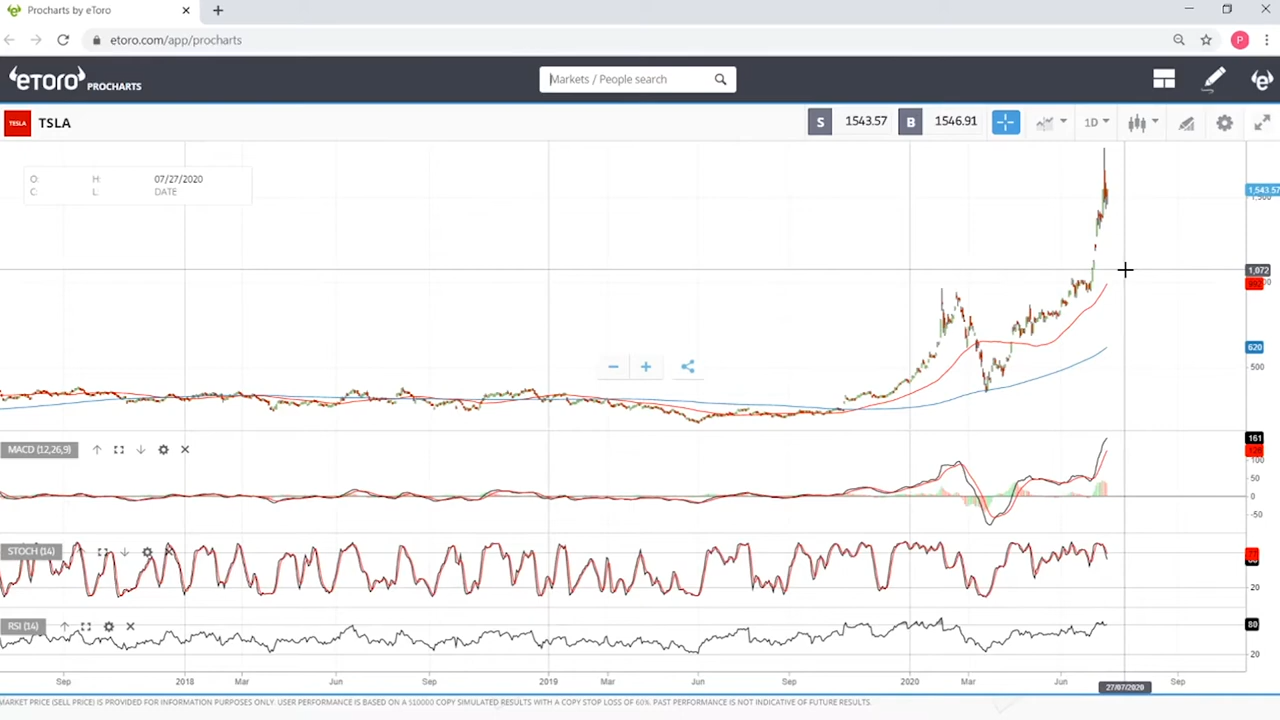 Procharts by eToro
etoro.com/app/procharts
P
eToro PROCHARTS
Markets / People search
TESLA
TSLA
S 1543.57 B 1546.91
1D
O: H: 07/27/2020
C: L: DATE
1,543.57
1,072
620
500
MACD (12,26,9)
161
100
50
0
-50
STOCH (14)
20
RSI (14)
80
20
Sep 2018 Mar Jun Sep 2019 Mar Jun Sep 2020 Mar Jun Sep
27/07/2020
MARKET PRICE (SELL PRICE) IS PROVIDED FOR INFORMATION PURPOSES ONLY. USER PERFORMANCE IS BASED ON A $10000 COPY SIMULATED RESULTS WITH A COPY STOP LOSS OF 60%. PAST PERFORMANCE IS NOT INDICATIVE OF FUTURE RESULTS.